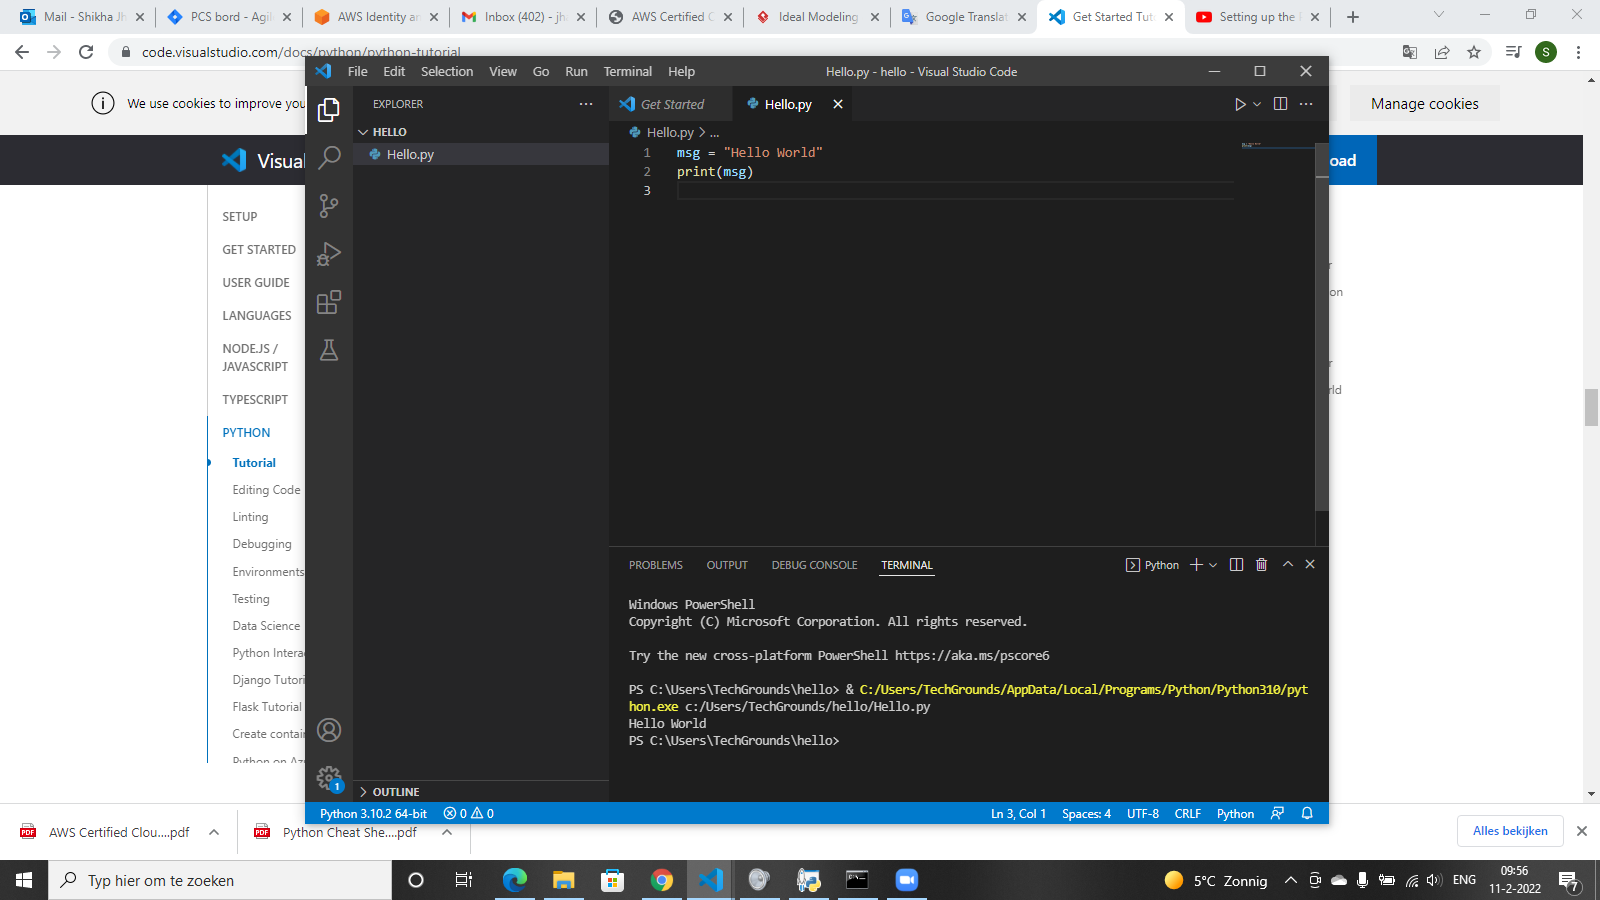 Mail - Shikha Jh
PCS bord - Agil
AWS Identity an
Inbox (402) - jh
AWS Certified C
Ideal Modeling
Google Translat
Get Started Tut
Setting up the
code.visualstudio.com/docs/python/python-tutorial
S
We use cookies to improve you
Manage cookies
Visual
oad
SETUP
GET STARTED
USER GUIDE
LANGUAGES
NODE.JS /
JAVASCRIPT
TYPESCRIPT
PYTHON
Tutorial
Editing Code
Linting
Debugging
Environments
Testing
Data Science
Python Intera
Django Tutori
Flask Tutorial
Create contai
Python on Az
r
on
r
rld
File Edit Selection View Go Run Terminal Help
Hello.py - hello - Visual Studio Code
EXPLORER
HELLO
Hello.py
OUTLINE
Get Started
Hello.py
Hello.py > ...
1 msg = "Hello World"
2 print(msg)
3
PROBLEMS OUTPUT DEBUG CONSOLE TERMINAL
Python
Windows PowerShell
Copyright (C) Microsoft Corporation. All rights reserved.
Try the new cross-platform PowerShell https://aka.ms/pscore6
PS C:\Users\TechGrounds\hello> & C:/Users/TechGrounds/AppData/Local/Programs/Python/Python310/pyt
hon.exe c:/Users/TechGrounds/hello/Hello.py
Hello World
PS C:\Users\TechGrounds\hello>
1
Python 3.10.2 64-bit 0 0
Ln 3, Col 1 Spaces: 4 UTF-8 CRLF Python
PDF AWS Certified Clou....pdf
PDF Python Cheat She....pdf
Alles bekijken
Typ hier om te zoeken
5°C Zonnig
ENG
09:56
11-2-2022
7